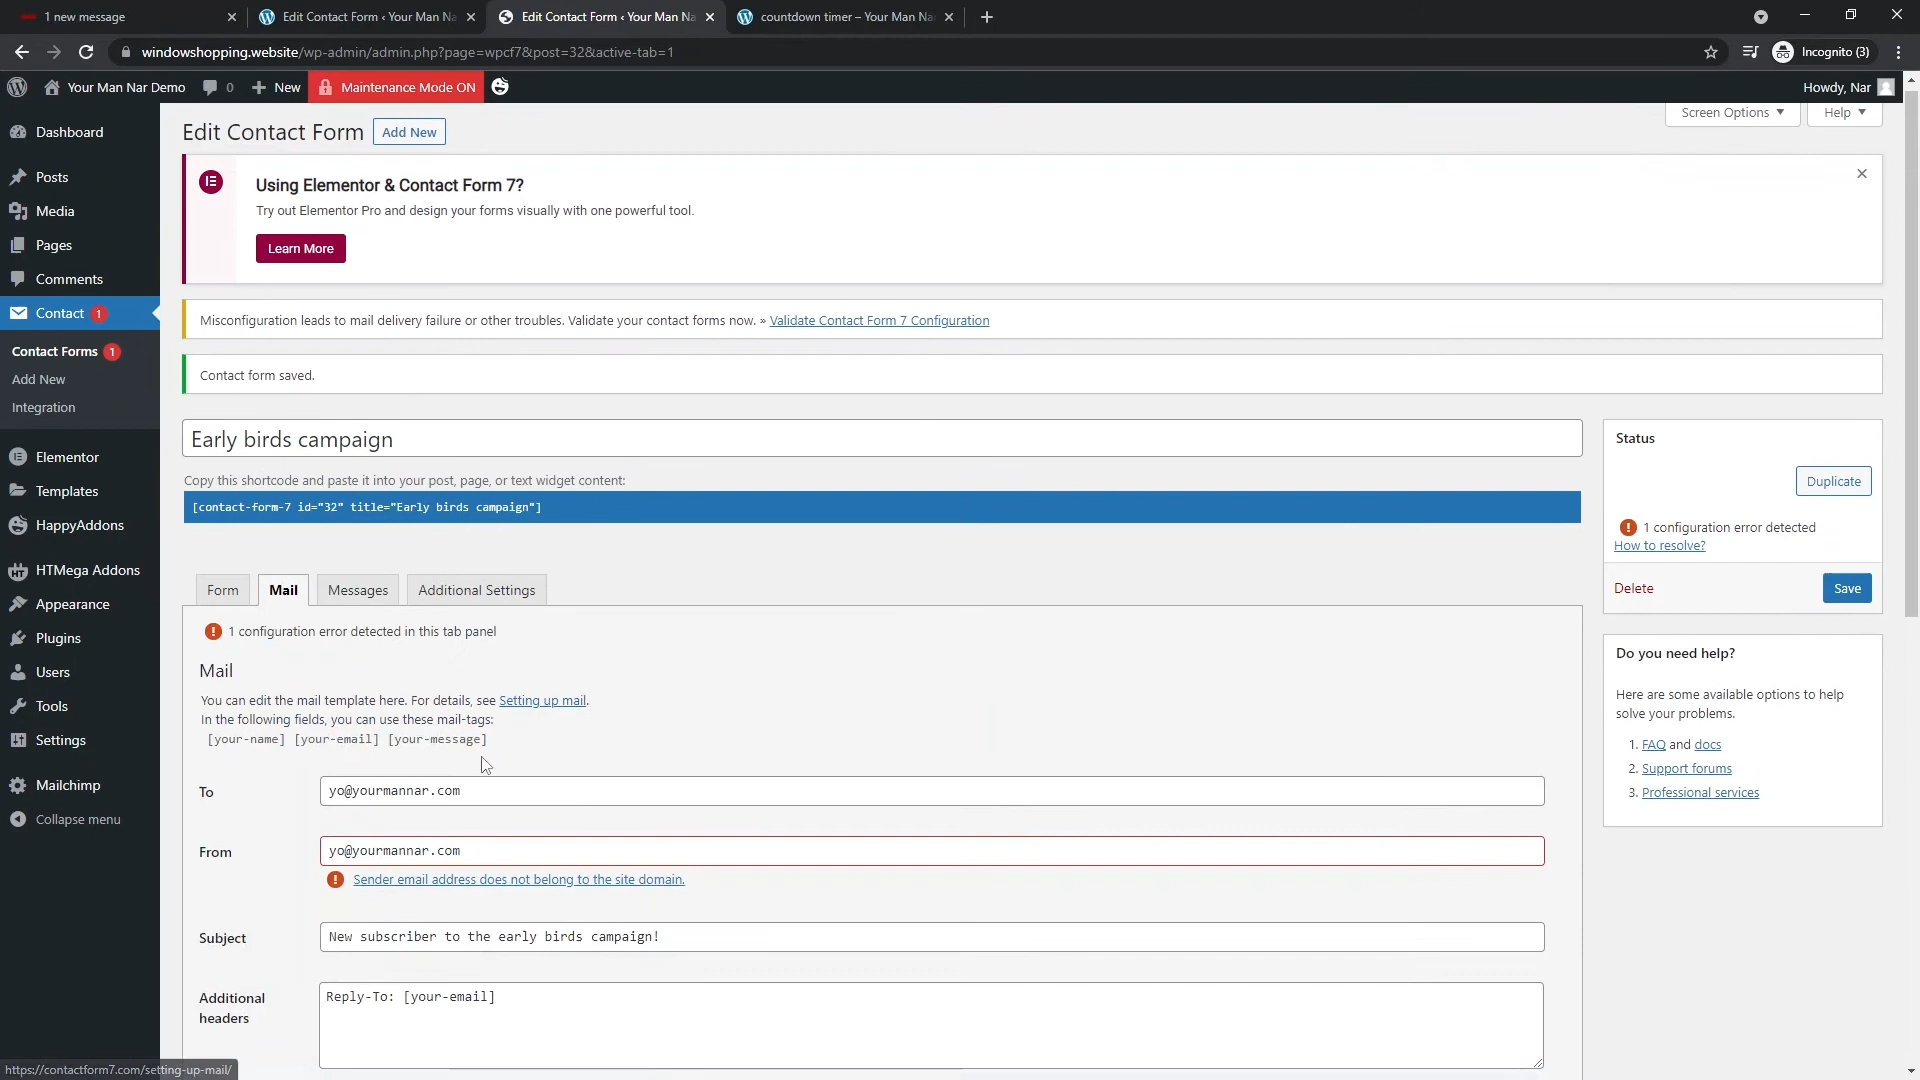 1 new message
Edit Contact Form ‹ Your Man Na
Edit Contact Form ‹ Your Man Na
countdown timer – Your Man Na
windowshopping.website/wp-admin/admin.php?page=wpcf7&post=32&active-tab=1
Incognito (3)
Your Man Nar Demo
0
New
Maintenance Mode ON
Howdy, Nar
Dashboard
Posts
Media
Pages
Comments
Contact 1
Contact Forms 1
Add New
Integration
Elementor
Templates
HappyAddons
HTMega Addons
Appearance
Plugins
Users
Tools
Settings
Mailchimp
Collapse menu
Screen Options
Help
Edit Contact Form
Add New
Using Elementor & Contact Form 7?
Try out Elementor Pro and design your forms visually with one powerful tool.
Learn More
Misconfiguration leads to mail delivery failure or other troubles. Validate your contact forms now. » Validate Contact Form 7 Configuration
Contact form saved.
Early birds campaign
Copy this shortcode and paste it into your post, page, or text widget content:
[contact-form-7 id="32" title="Early birds campaign"]
Form
Mail
Messages
Additional Settings
1 configuration error detected in this tab panel
Mail
You can edit the mail template here. For details, see Setting up mail.
In the following fields, you can use these mail-tags:
[your-name] [your-email] [your-message]
To
yo@yourmannar.com
From
yo@yourmannar.com
Sender email address does not belong to the site domain.
Subject
New subscriber to the early birds campaign!
Additional
headers
Reply-To: [your-email]
Status
Duplicate
1 configuration error detected
How to resolve?
Delete
Save
Do you need help?
Here are some available options to help
solve your problems.
1. FAQ and docs
2. Support forums
3. Professional services
https://contactform7.com/setting-up-mail/